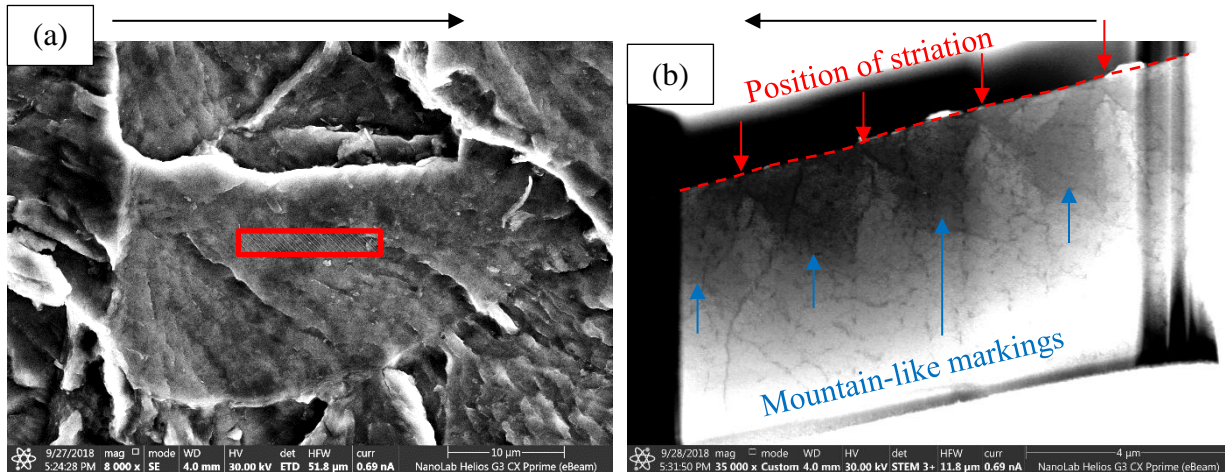 (a)
9/27/2018 mag □ mode WD HV det HFW curr
5:24:28 PM 8 000 x SE 4.0 mm 30.00 kV ETD 51.8 µm 0.69 nA
10 µm
NanoLab Helios G3 CX Pprime (eBeam)
(b)
Position of striation
Mountain-like markings
9/28/2018 mag □ mode WD HV det HFW curr
5:31:50 PM 35 000 x Custom 4.0 mm 30.00 kV STEM 3+ 11.8 µm 0.69 nA
4 µm
NanoLab Helios G3 CX Pprime (eBeam)